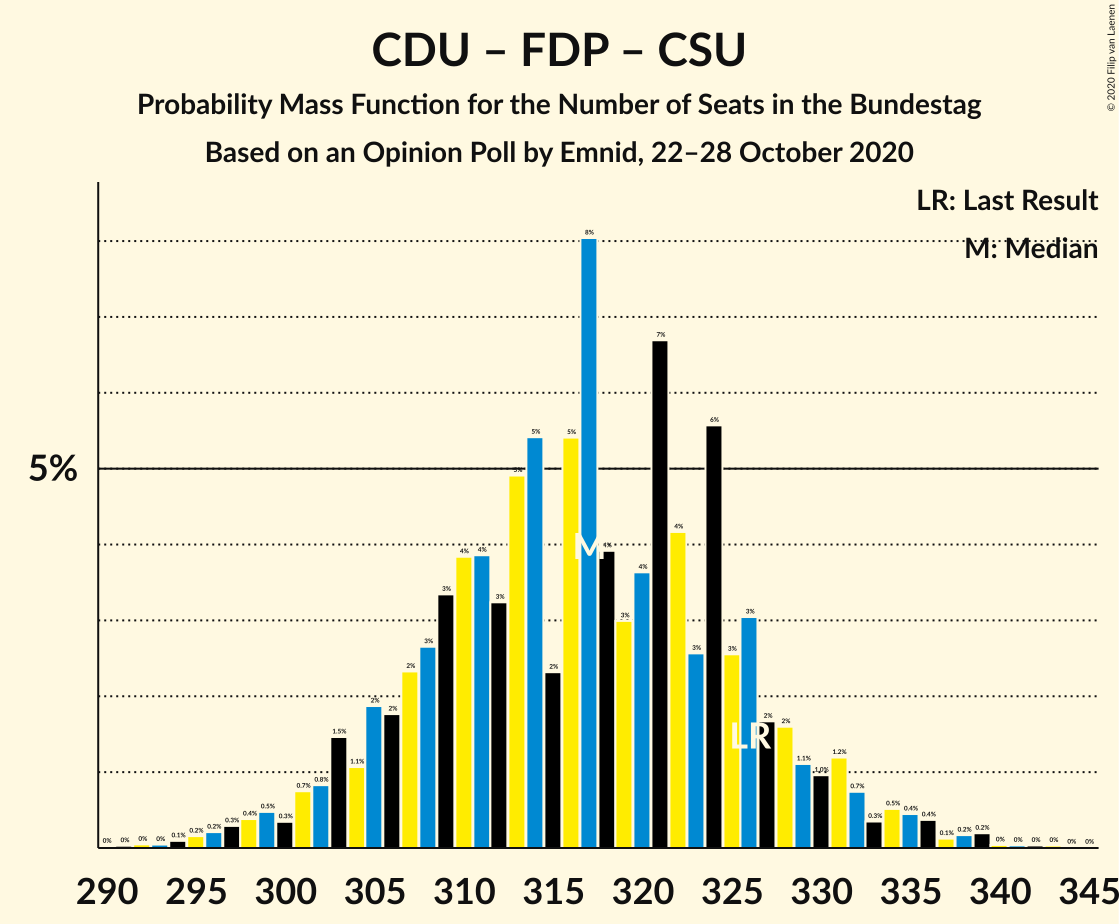 CDU – FDP – CSU
Probability Mass Function for the Number of Seats in the Bundestag
Based on an Opinion Poll by Emnid, 22–28 October 2020
© 2020 Filip van Laenen
LR: Last Result
M: Median
5%
0% 0% 0% 0% 0.1% 0.2% 0.2% 0.3% 0.4% 0.5% 0.3% 0.7% 0.8% 1.5% 1.1% 2% 2% 2% 3% 3% 4% 4% 3% 5% 5% 2% 5% 8% 4% 3% 4% 7% 4% 3% 6% 3% 3% 2% 2% 1.1% 1.0% 1.2% 0.7% 0.3% 0.5% 0.4% 0.4% 0.1% 0.2% 0.2% 0% 0% 0% 0% 0% 0%
M
LR
290 295 300 305 310 315 320 325 330 335 340 345